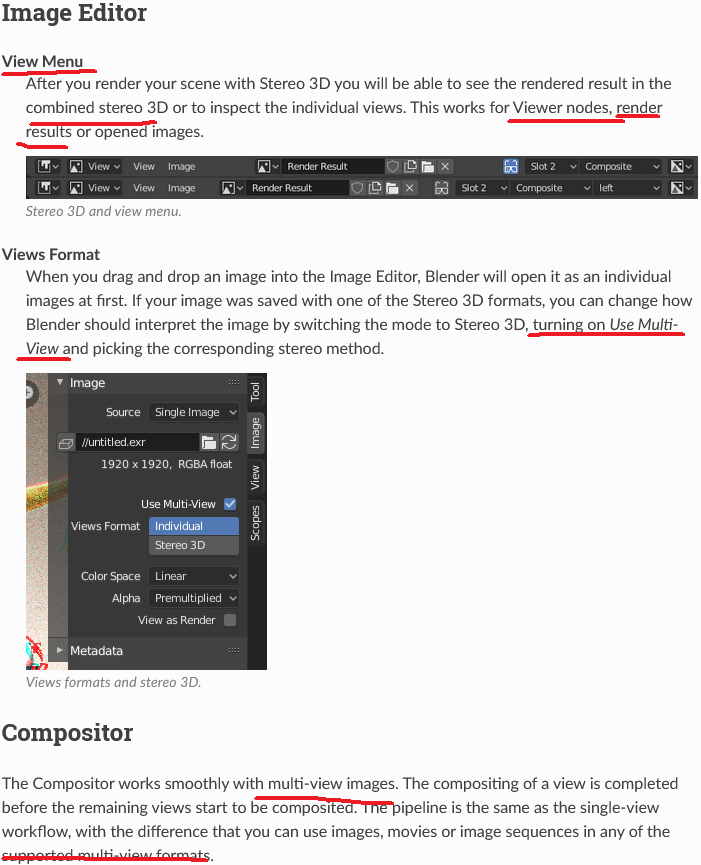 Image Editor
View Menu
After you render your scene with Stereo 3D you will be able to see the rendered result in the
combined stereo 3D or to inspect the individual views. This works for Viewer nodes, render
results or opened images.
View View Image Render Result Slot 2 Composite
View View Image Render Result Slot 2 Composite left
Stereo 3D and view menu.
Views Format
When you drag and drop an image into the Image Editor, Blender will open it as an individual
images at first. If your image was saved with one of the Stereo 3D formats, you can change how
Blender should interpret the image by switching the mode to Stereo 3D, turning on Use Multi-
View and picking the corresponding stereo method.
Image
Tool
Source Single Image
Image
//untitled.exr
1920 x 1920, RGBA float
View
Use Multi-View
Views Format Individual
Scopes
Stereo 3D
Color Space Linear
Alpha Premultiplied
View as Render
Metadata
Views formats and stereo 3D.
Compositor
The Compositor works smoothly with multi-view images. The compositing of a view is completed
before the remaining views start to be composited. The pipeline is the same as the single-view
workflow, with the difference that you can use images, movies or image sequences in any of the
supported multi-view formats.